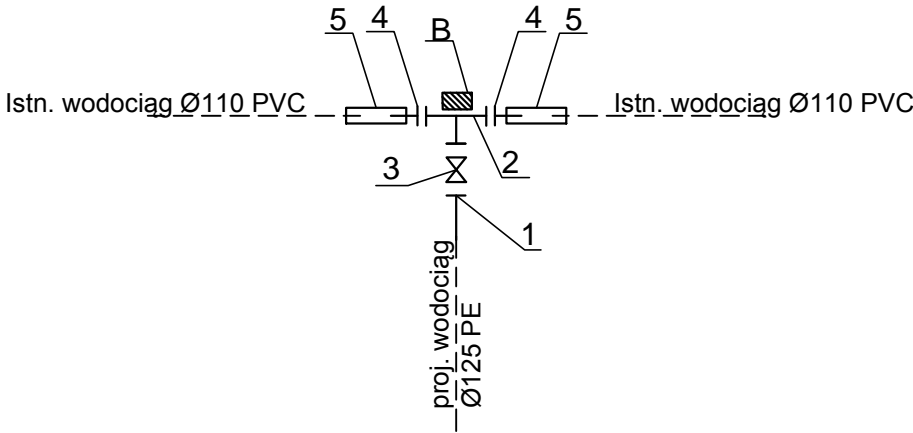 5 4 B 4 5
Istn. wodociąg Ø110 PVC Istn. wodociąg Ø110 PVC
3 2
1
proj. wodociąg
Ø125 PE